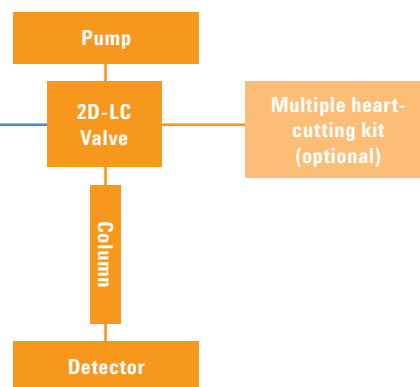 Pump
2D-LC
Valve
Multiple heart-
cutting kit
(optional)
Column
Detector